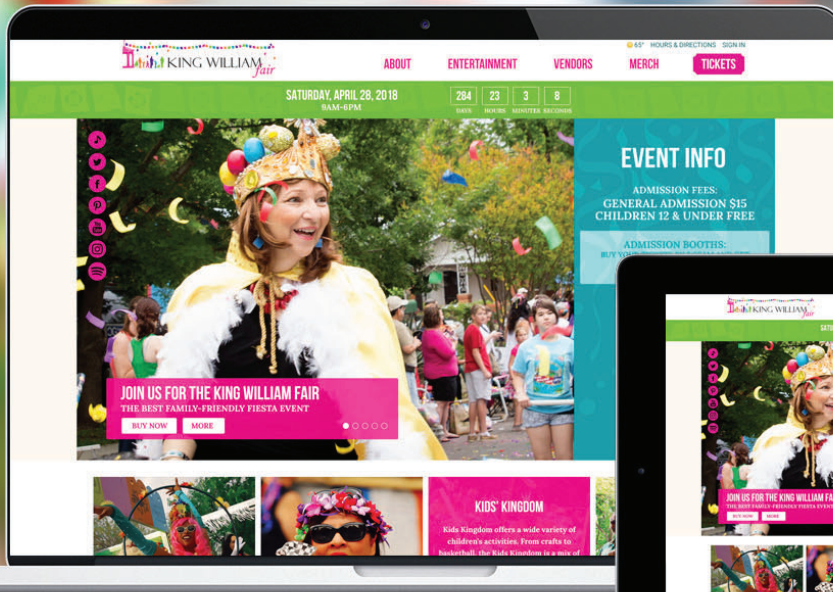 65° HOURS & DIRECTIONS SIGN IN
KING WILLIAM
fair
ABOUT ENTERTAINMENT VENDORS MERCH TICKETS
SATURDAY, APRIL 28, 2018
9AM-6PM
284 23 3 8
DAYS HOURS MINUTES SECONDS
EVENT INFO
ADMISSION FEES:
GENERAL ADMISSION $15
CHILDREN 12 & UNDER FREE
ADMISSION BOOTHS:
JOIN US FOR THE KING WILLIAM FAIR
THE BEST FAMILY-FRIENDLY FIESTA EVENT
BUY NOW MORE
KIDS' KINGDOM
Kids Kingdom offers a wide variety of
children's activities. From crafts to
basketball, the Kids Kingdom is a mix of
KING WILLIAM
fair
JOIN US FOR THE KING WILLIAM FA
THE BEST FAMILY-FRIENDLY FIESTA EVENT
BUY NOW MORE